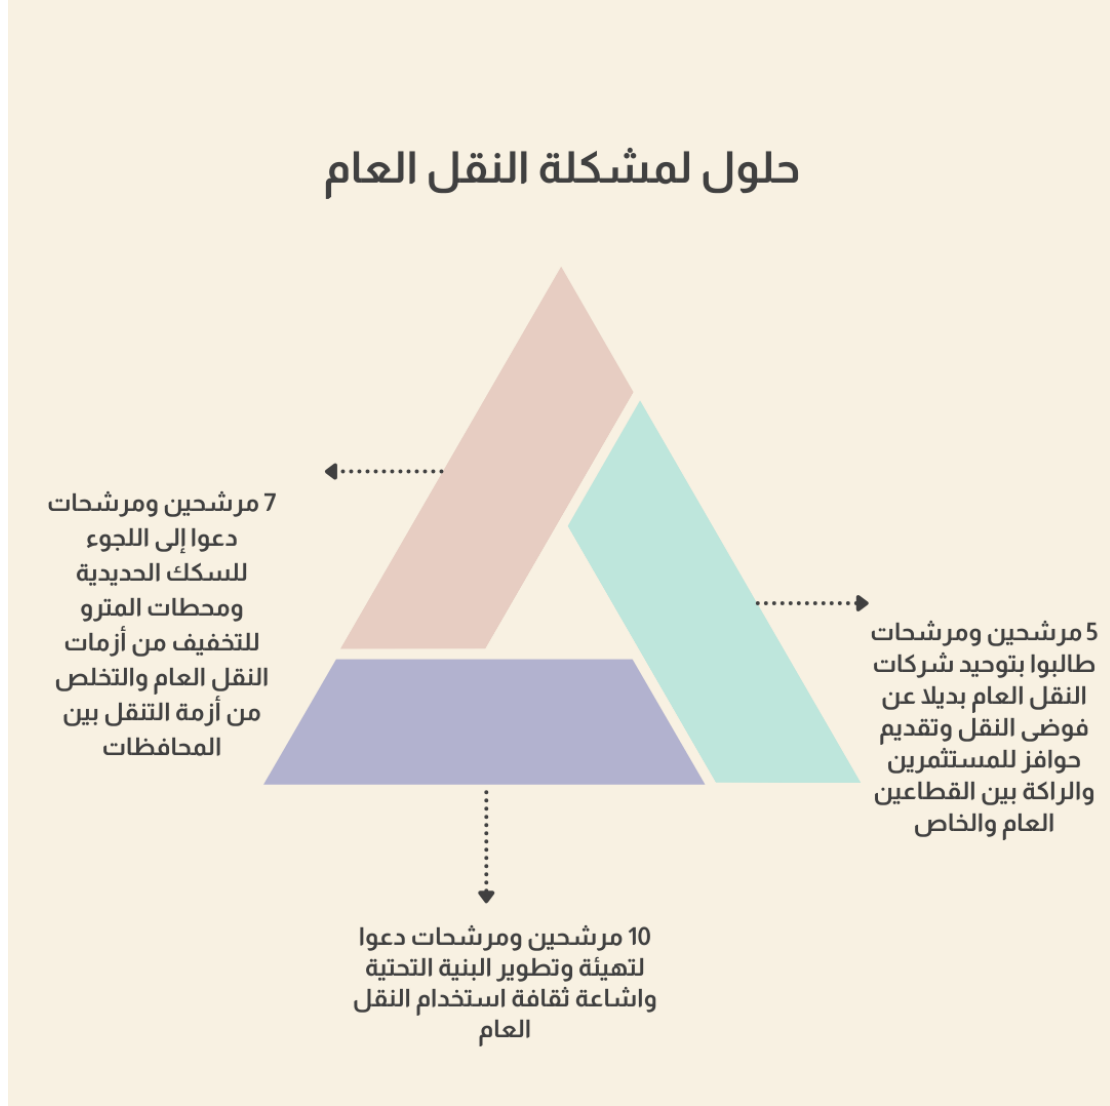 حلول لمشكلة النقل العام
5 مرشحين ومرشحات
طالبوا بتوحيد شركات
النقل العام بديلا عن
فوضى النقل وتقديم
حوافز للمستثمرين
والراكة بين القطاعين
العام والخاص
7 مرشحين ومرشحات
دعوا إلى اللجوء
للسكك الحديدية
ومحطات المترو
للتخفيف من أزمات
النقل العام والتخلص
من أزمة التنقل بين
المحافظات
10 مرشحين ومرشحات دعوا
لتهيئة وتطوير البنية التحتية
واشاعة ثقافة استخدام النقل
العام